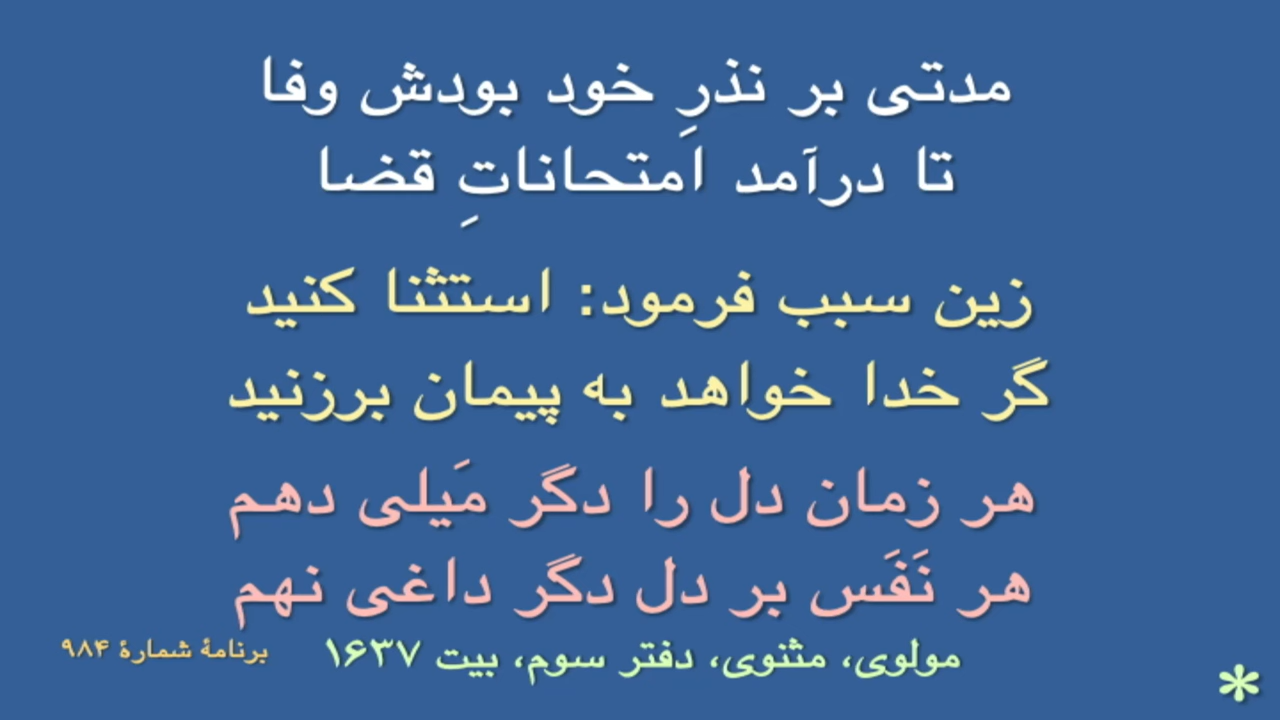 مدتی بر نذرِ خود بودش وفا
تا درآمد امتحاناتِ قضا
زین سبب فرمود: استثنا کنید
گر خدا خواهد به پیمان برزنید
هر زمان دل را دگر مَیلی دهم
هر نَفَس بر دل دگر داغی نهم
مولوی، مثنوی، دفتر سوم، بیت ۱۶۳۷
برنامهٔ شمارهٔ ۹۸۴
*